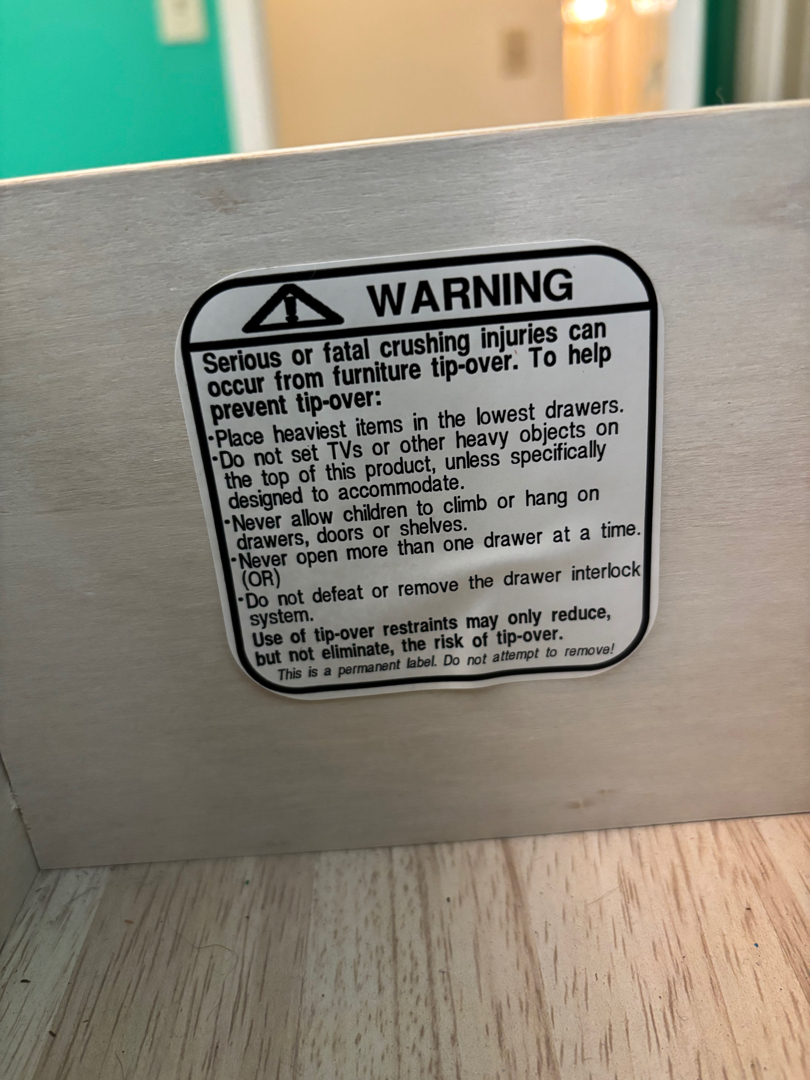 WARNING
Serious or fatal crushing injuries can
occur from furniture tip-over. To help
prevent tip-over:
•Place heaviest items in the lowest drawers.
•Do not set TVs or other heavy objects on
the top of this product, unless specifically
designed to accommodate.
•Never allow children to climb or hang on
drawers, doors or shelves.
•Never open more than one drawer at a time.
(OR)
•Do not defeat or remove the drawer interlock
system.
Use of tip-over restraints may only reduce,
but not eliminate, the risk of tip-over.
This is a permanent label. Do not attempt to remove!